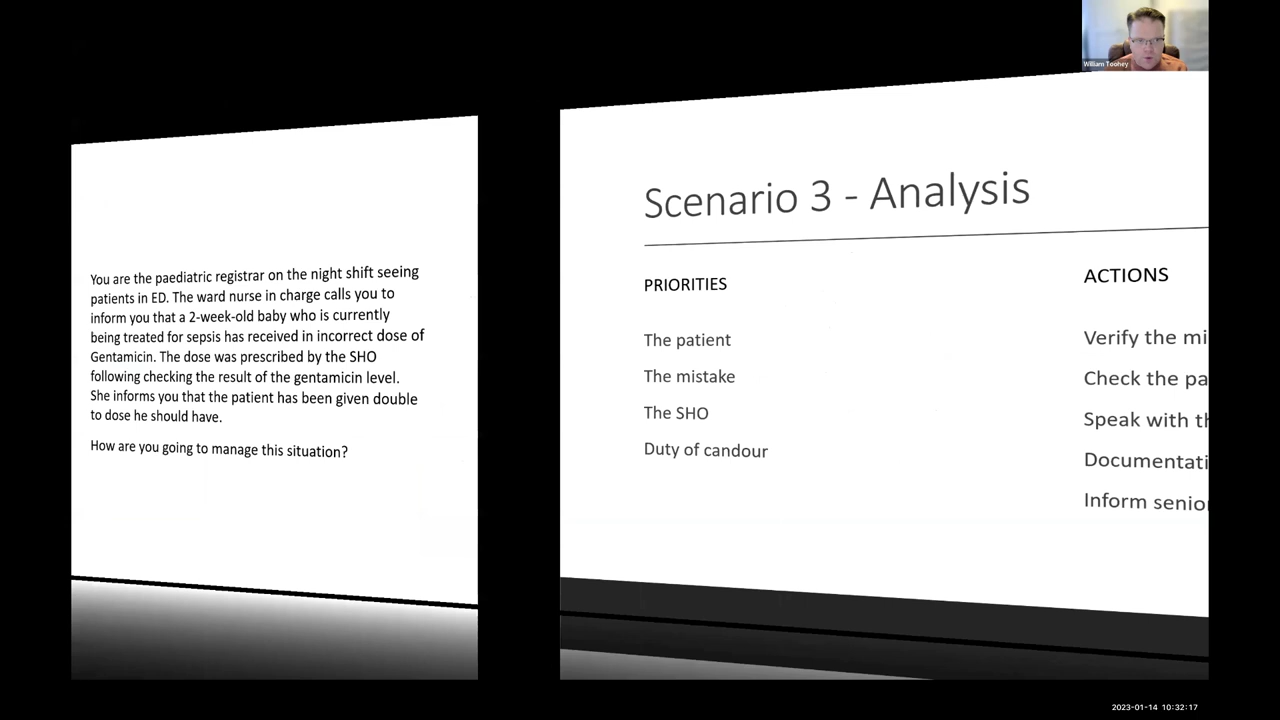 William Toohey
You are the paediatric registrar on the night shift seeing
patients in ED. The ward nurse in charge calls you to
inform you that a 2-week-old baby who is currently
being treated for sepsis has received in incorrect dose of
Gentamicin. The dose was prescribed by the SHO
following checking the result of the gentamicin level.
She informs you that the patient has been given double
to dose he should have.
How are you going to manage this situation?
Scenario 3 - Analysis
PRIORITIES
The patient
The mistake
The SHO
Duty of candour
ACTIONS
Verify the
Check the
Speak with
Inform
2023-01-14 10:32:17